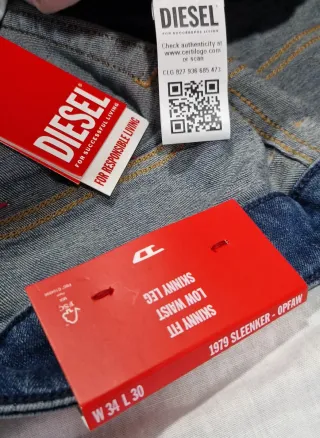 DIESEL
FOR SUCCESSFUL LIVING
Check authenticity at
www.certilogo.com
or scan
CLG 827 938 685 473
DIESEL
FOR SUCCESSFUL LIVING
FOR RESPONSIBLE LIVING
SKINNY FIT
LOW WAIST
SKINNY LEG
1979 SLEENKER - 0PFAW
W 34 L 30